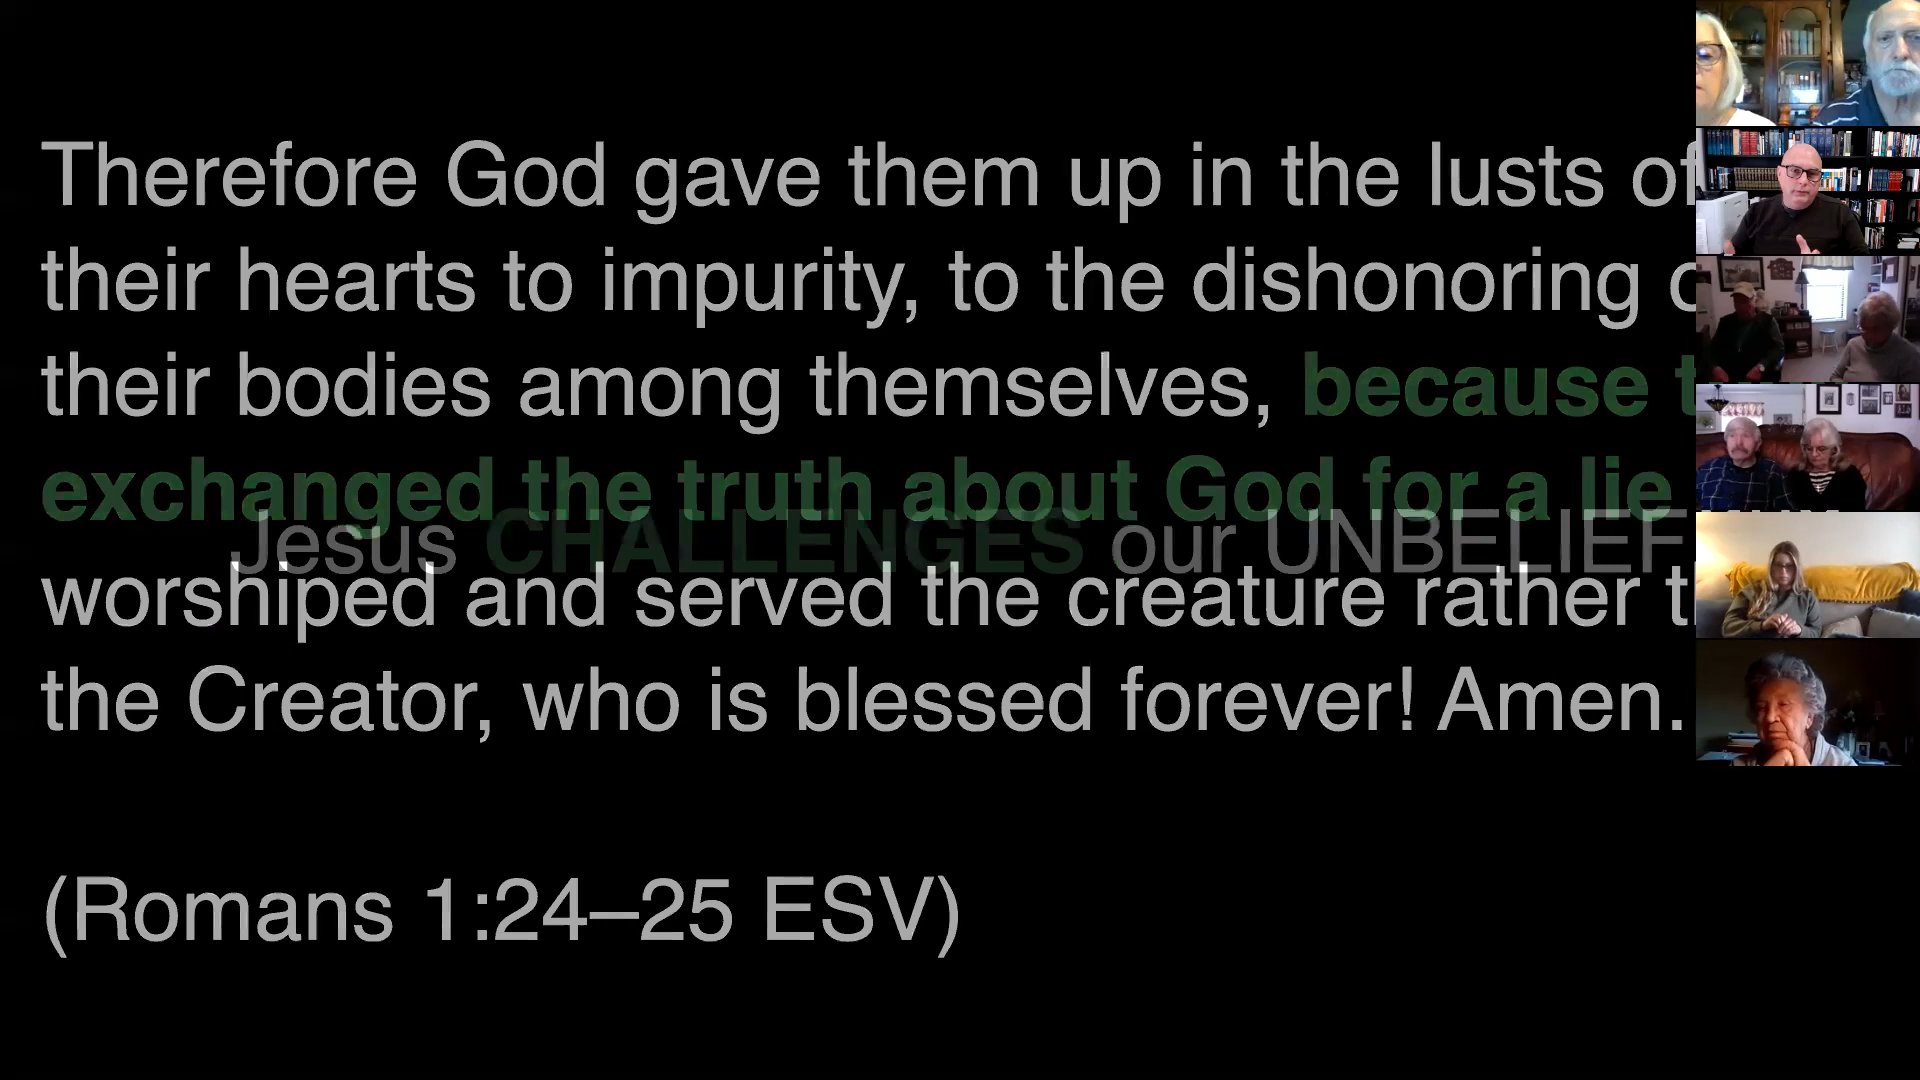 Therefore God gave them up in the lusts of
their hearts to impurity, to the dishonoring
their bodies among themselves, because
exchanged the truth about God for a lie
Jesus CHALLENGES our UNBELIEF
worshiped and served the creature rather
the Creator, who is blessed forever! Amen.
(Romans 1:24–25 ESV)